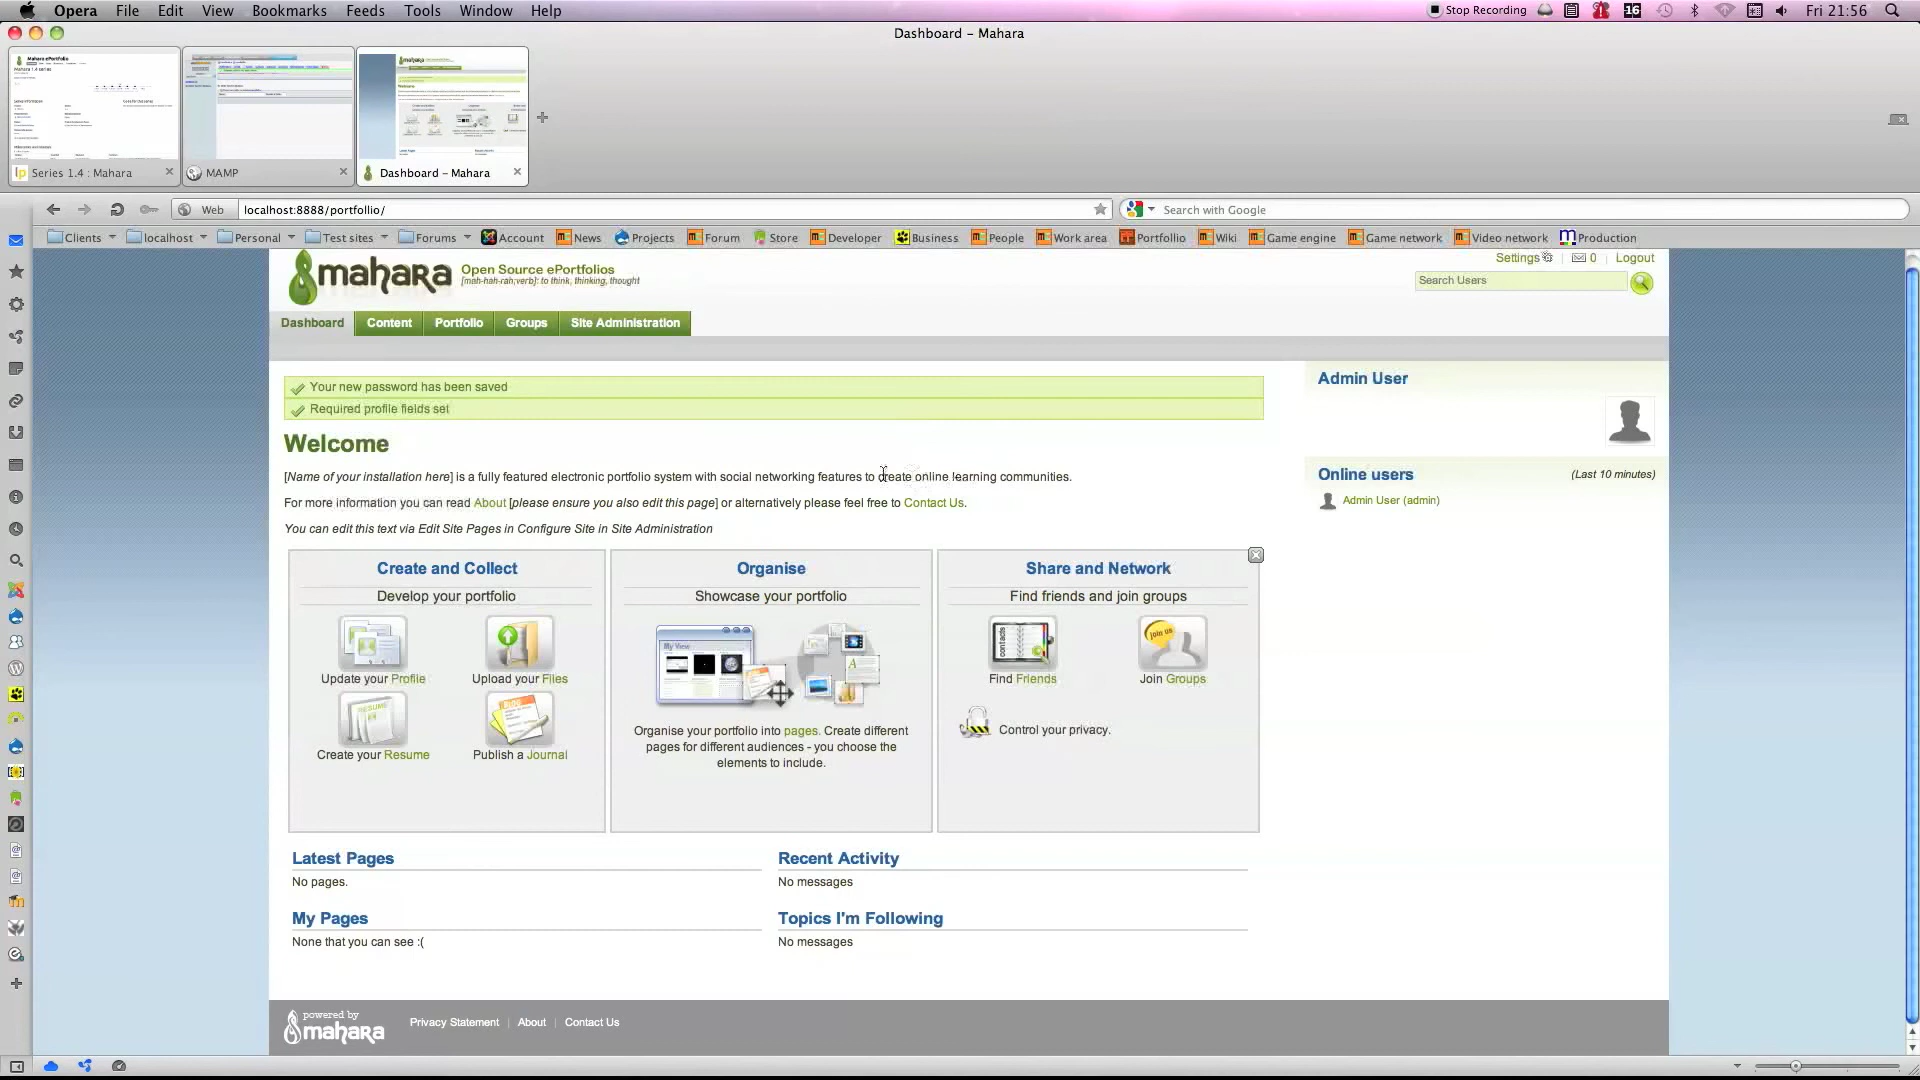 Opera File Edit View Bookmarks Feeds Tools Window Help
Stop Recording 16 Fri 21:56
Dashboard – Mahara
Series 1.4 : Mahara
MAMP
Dashboard – Mahara
Web localhost:8888/portfollio/ Search with Google
Clients localhost Personal Test sites Forums Account News Projects Forum Store Developer Business People Work area Portfollio Wiki Game engine Game network Video network Production
mahara Open Source ePortfolios
[mah-hah-rah;verb]: to think, thinking, thought
Settings 0 Logout
Search Users
Dashboard Content Portfolio Groups Site Administration
Your new password has been saved
Required profile fields set
Welcome
[Name of your installation here] is a fully featured electronic portfolio system with social networking features to create online learning communities.
For more information you can read About [please ensure you also edit this page] or alternatively please feel free to Contact Us.
You can edit this text via Edit Site Pages in Configure Site in Site Administration
Admin User
Online users (Last 10 minutes)
Admin User (admin)
Create and Collect
Develop your portfolio
Update your Profile
Upload your Files
RESUME
BLOG
Create your Resume
Publish a Journal
Organise
Showcase your portfolio
My View
Organise your portfolio into pages. Create different
pages for different audiences - you choose the
elements to include.
Share and Network
Find friends and join groups
contacts
join us
Find Friends
Join Groups
Control your privacy.
Latest Pages
No pages.
Recent Activity
No messages
My Pages
None that you can see :(
Topics I'm Following
No messages
powered by
mahara
Privacy Statement | About | Contact Us